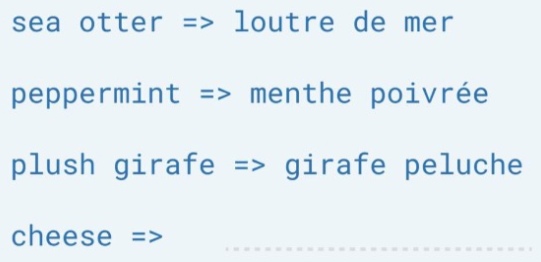 sea otter => loutre de mer
peppermint => menthe poivrée
plush girafe => girafe peluche
cheese =>